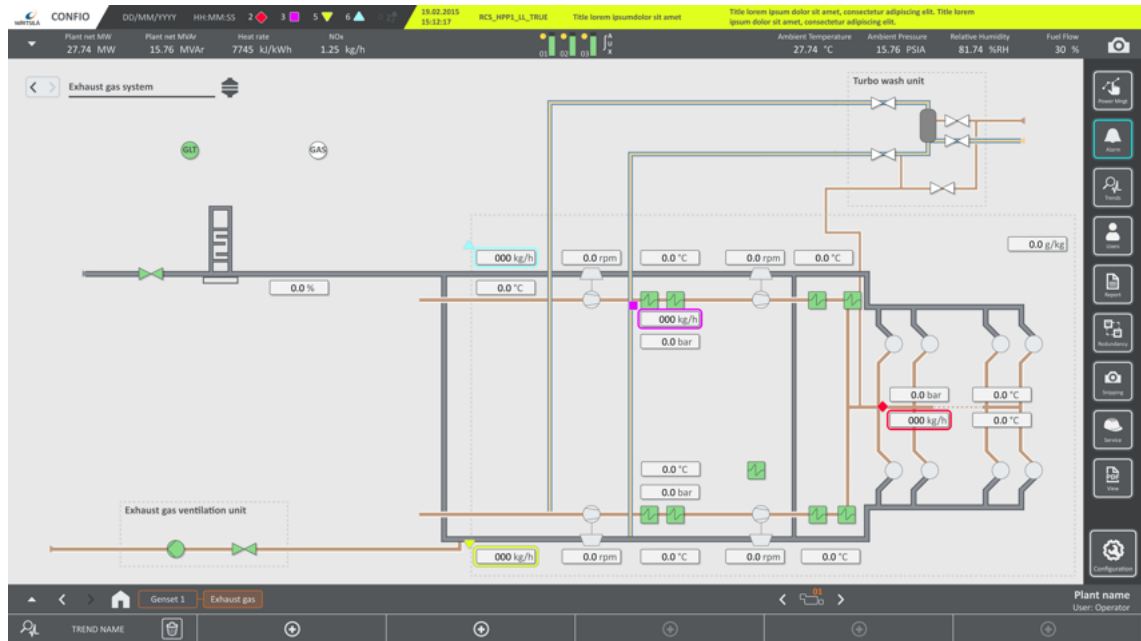 WÄRTSILÄ CONFIO DD/MM/YYYY HH:MM:SS 2 3 5 6
19.02.2015
15:12:17
RCS_HPP1_LL_TRUE Title lorem ipsumdolor sit amet
Title lorem ipsum dolor sit amet, consectetur adipiscing elit. Title lorem
ipsum dolor sit amet, consectetur adipiscing elit.
Plant net MW Plant net MVAr Heat rate NOx
27.74 MW 15.76 MVAr 7745 kJ/kWh 1.25 kg/h
01 02 03 AUX
Ambient Temperature Ambient Pressure Relative Humidity Fuel Flow
27.74 °C 15.76 PSIA 81.74 %RH 30 %
Exhaust gas system
Turbo wash unit
GLT GAS
0.0 g/kg
000 kg/h 0.0 rpm 0.0 °C 0.0 rpm 0.0 °C
0.0 % 0.0 °C
000 kg/h
0.0 bar
0.0 bar 0.0 °C
000 kg/h 0.0 °C
0.0 °C
0.0 bar
Exhaust gas ventilation unit
000 kg/h 0.0 rpm 0.0 °C 0.0 rpm 0.0 °C
Power Mngt
Alarm
Trends
Users
Report
Redundancy
Snipping
Service
PDF
View
Configuration
Genset 1 Exhaust gas
01
Plant name
User: Operator
TREND NAME